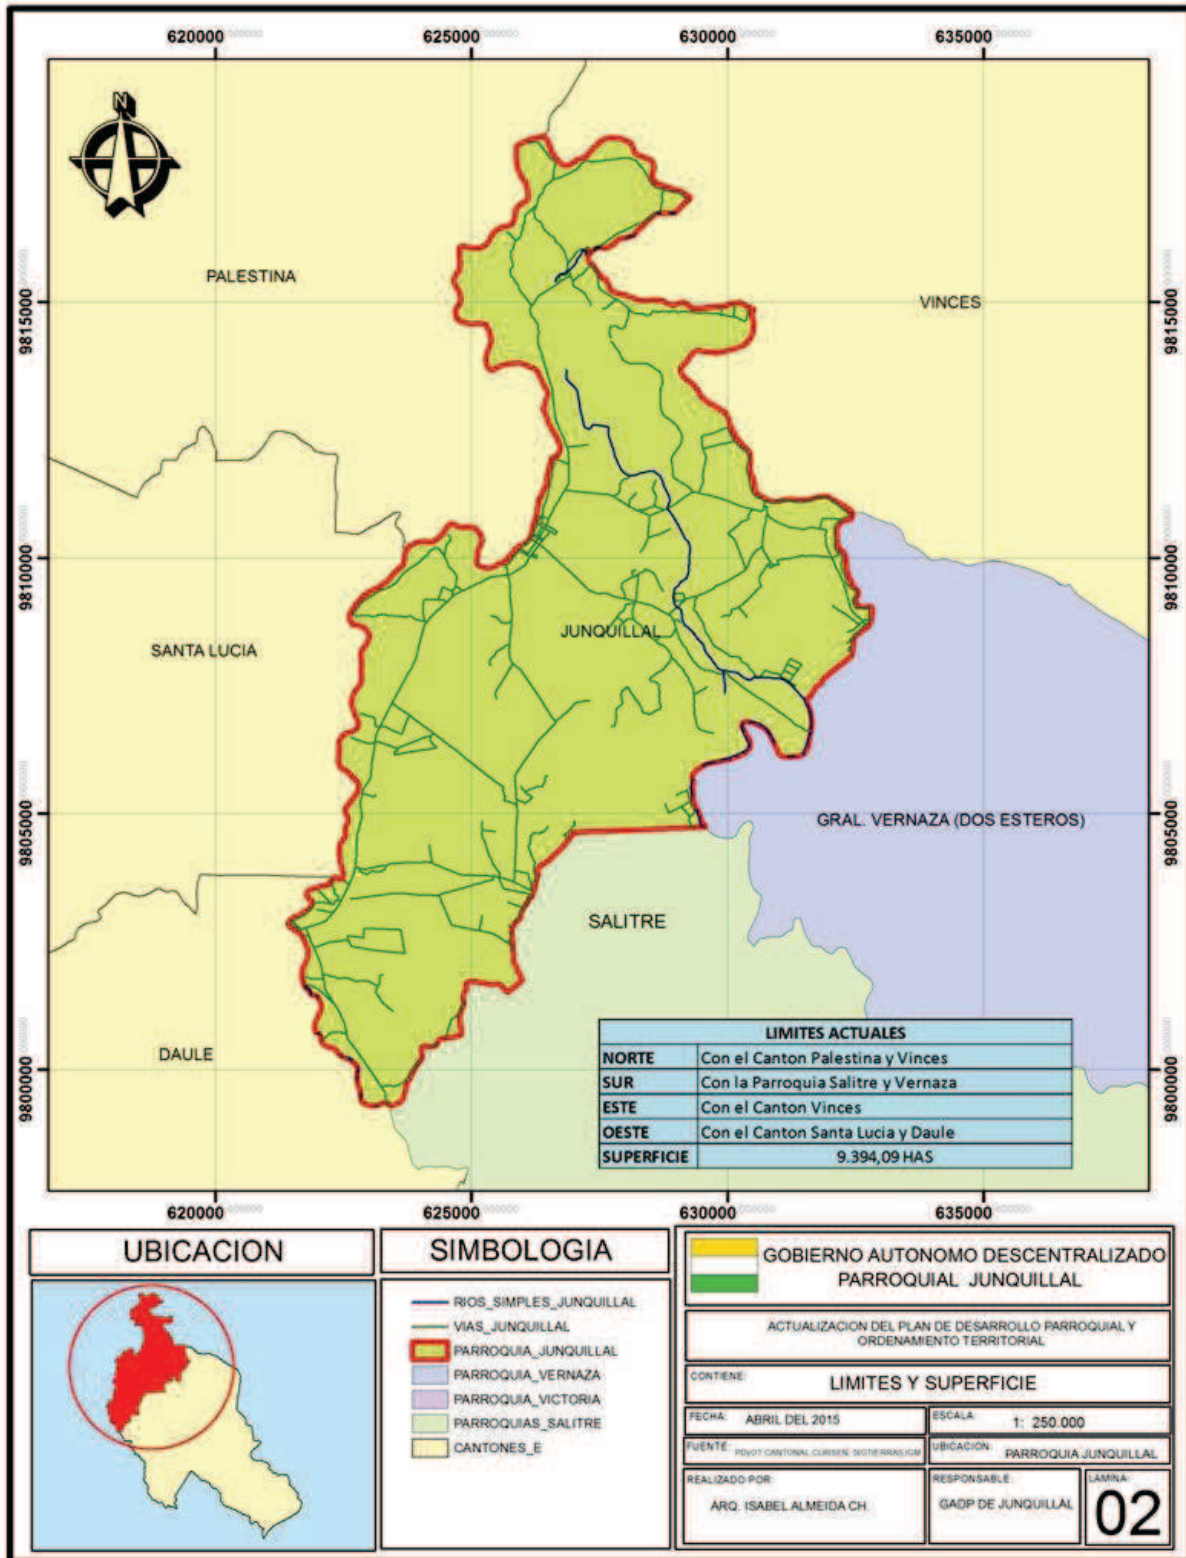 620000 625000 630000 635000
N
PALESTINA
VINCES
9815000 9815000
9810000 9810000
SANTA LUCIA
JUNQUILLAL
9805000 9805000
GRAL. VERNAZA (DOS ESTEROS)
SALITRE
DAULE
9800000 9800000
LIMITES ACTUALES
NORTE Con el Canton Palestina y Vinces
SUR Con la Parroquia Salitre y Vernaza
ESTE Con el Canton Vinces
OESTE Con el Canton Santa Lucia y Daule
SUPERFICIE 9.394,09 HAS
620000 625000 630000 635000
UBICACION
SIMBOLOGIA
RIOS_SIMPLES_JUNQUILLAL
VIAS_JUNQUILLAL
PARROQUIA_JUNQUILLAL
PARROQUIA_VERNAZA
PARROQUIA_VICTORIA
PARROQUIAS_SALITRE
CANTONES_E
GOBIERNO AUTONOMO DESCENTRALIZADO
PARROQUIAL JUNQUILLAL
ACTUALIZACION DEL PLAN DE DESARROLLO PARROQUIAL Y
ORDENAMIENTO TERRITORIAL
CONTIENE: LIMITES Y SUPERFICIE
FECHA: ABRIL DEL 2015
ESCALA: 1: 250.000
FUENTE: PDYOT CANTONAL, CLIRSEN, SIGTIERRAS, IGM
UBICACION: PARROQUIA JUNQUILLAL
REALIZADO POR:
ARQ. ISABEL ALMEIDA CH.
RESPONSABLE:
GADP DE JUNQUILLAL
LAMINA:
02